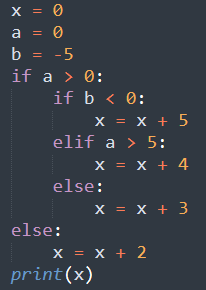 x = 0
a = 0
b = -5
if a > 0:
    if b < 0:
        x = x + 5
    elif a > 5:
        x = x + 4
    else:
        x = x + 3
else:
    x = x + 2
print(x)